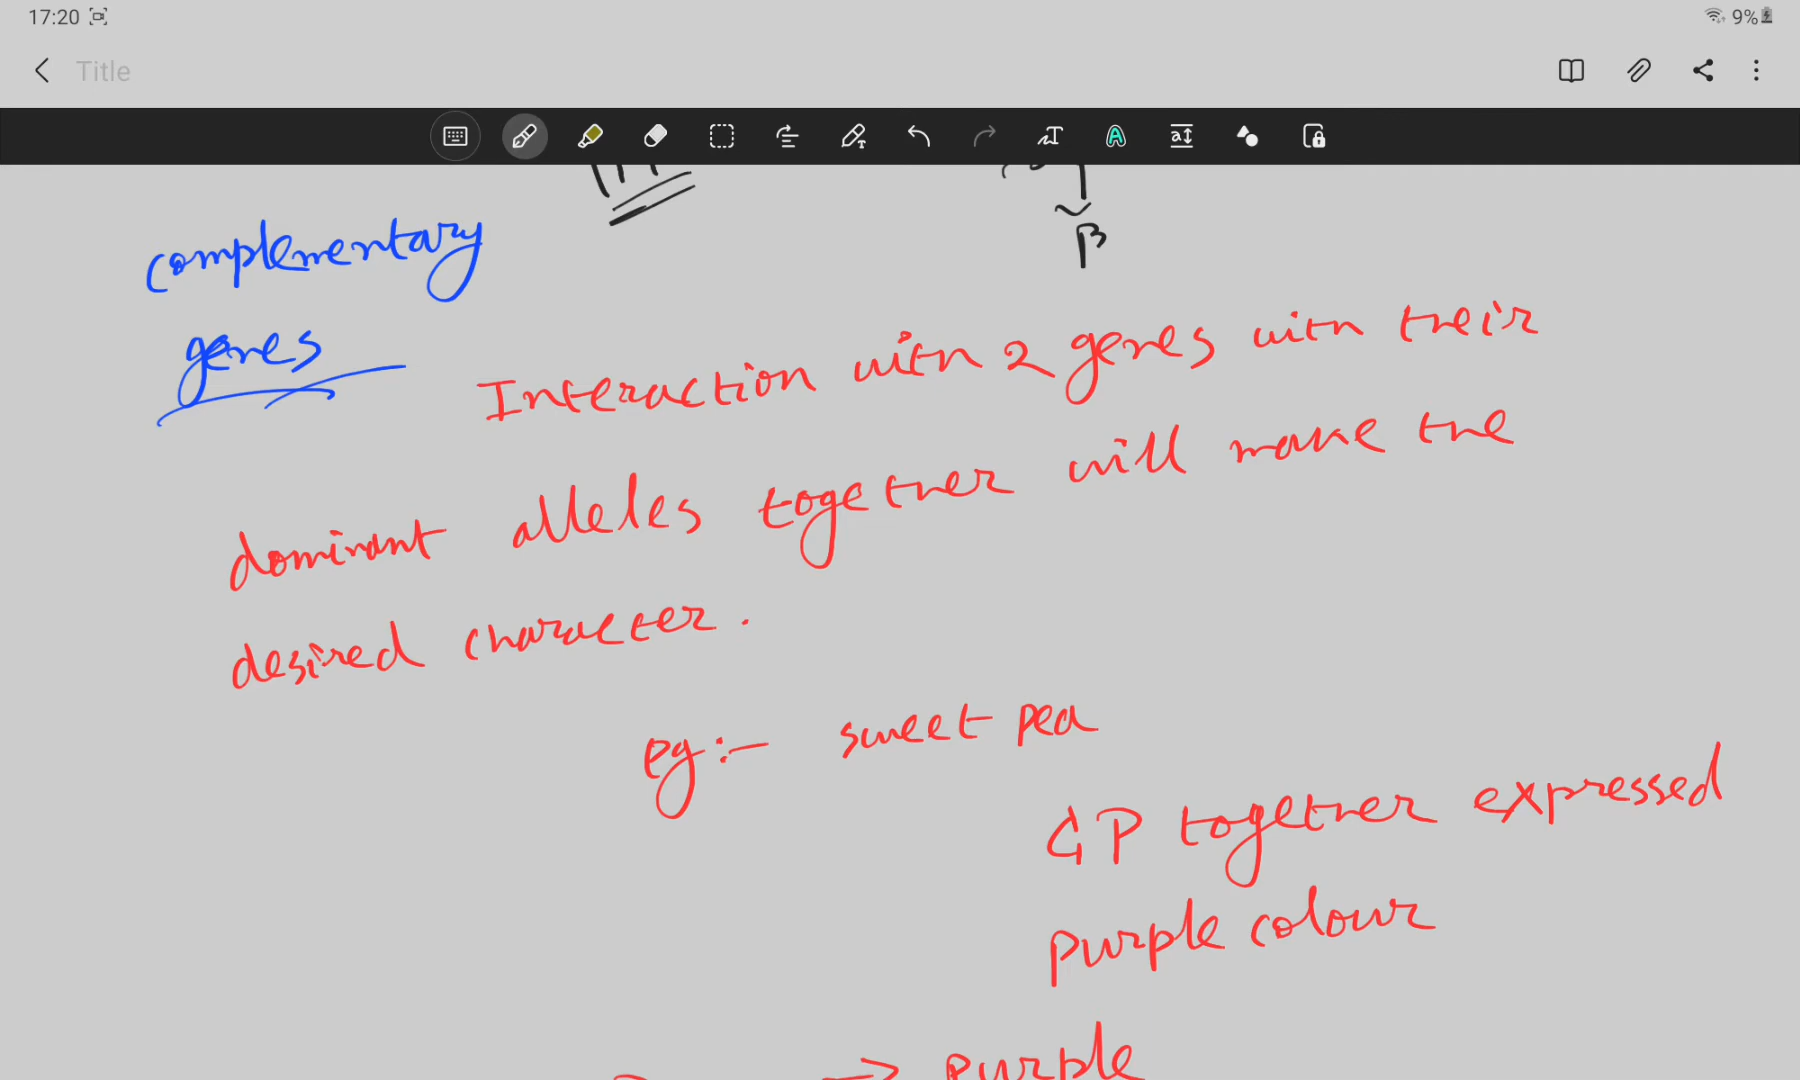 17:20
9%
Title
β
complementary
genes
Interaction with 2 genes with their
dominant alleles together will make the
desired character.
eg:- sweet pea
CP together expressed
purple colour
→ purple